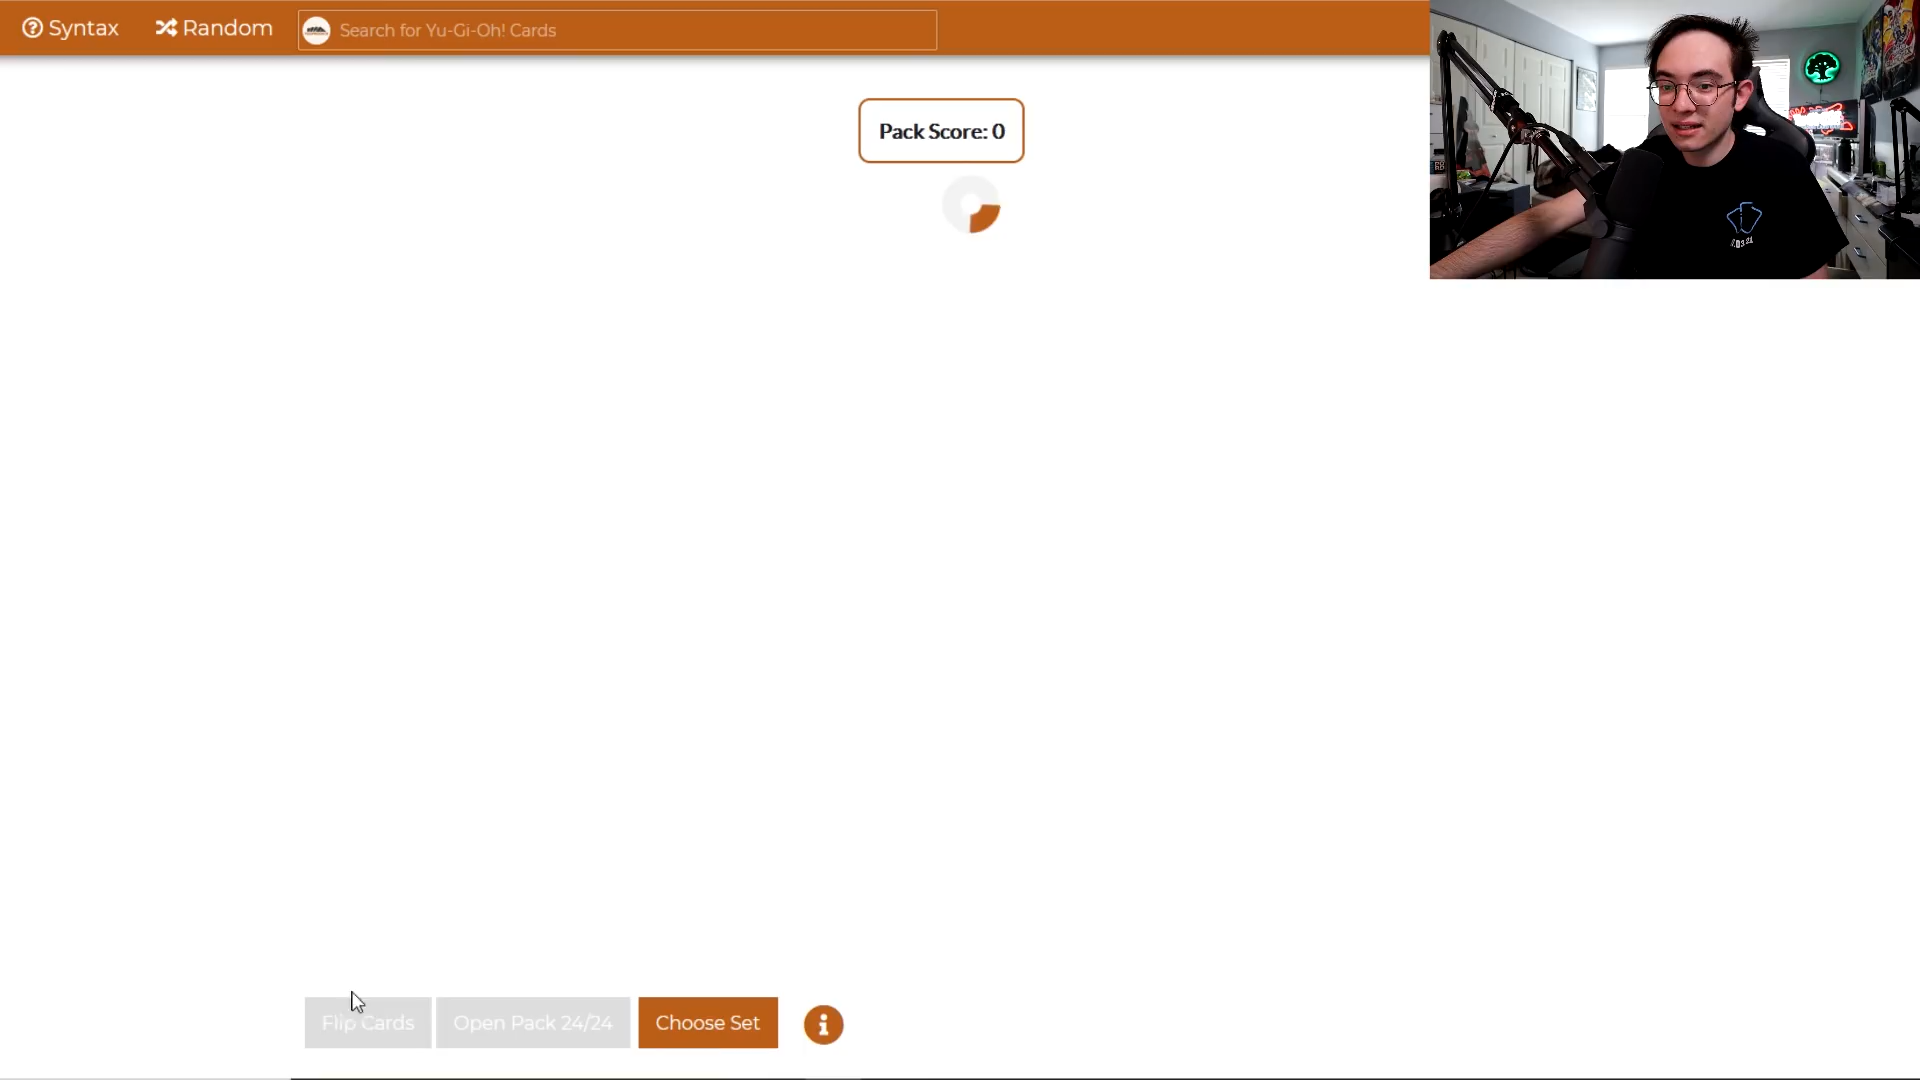 Syntax
Random
Search for Yu-Gi-Oh! Cards
Pack Score: 0
Flip Cards
Open Pack 24/24
Choose Set